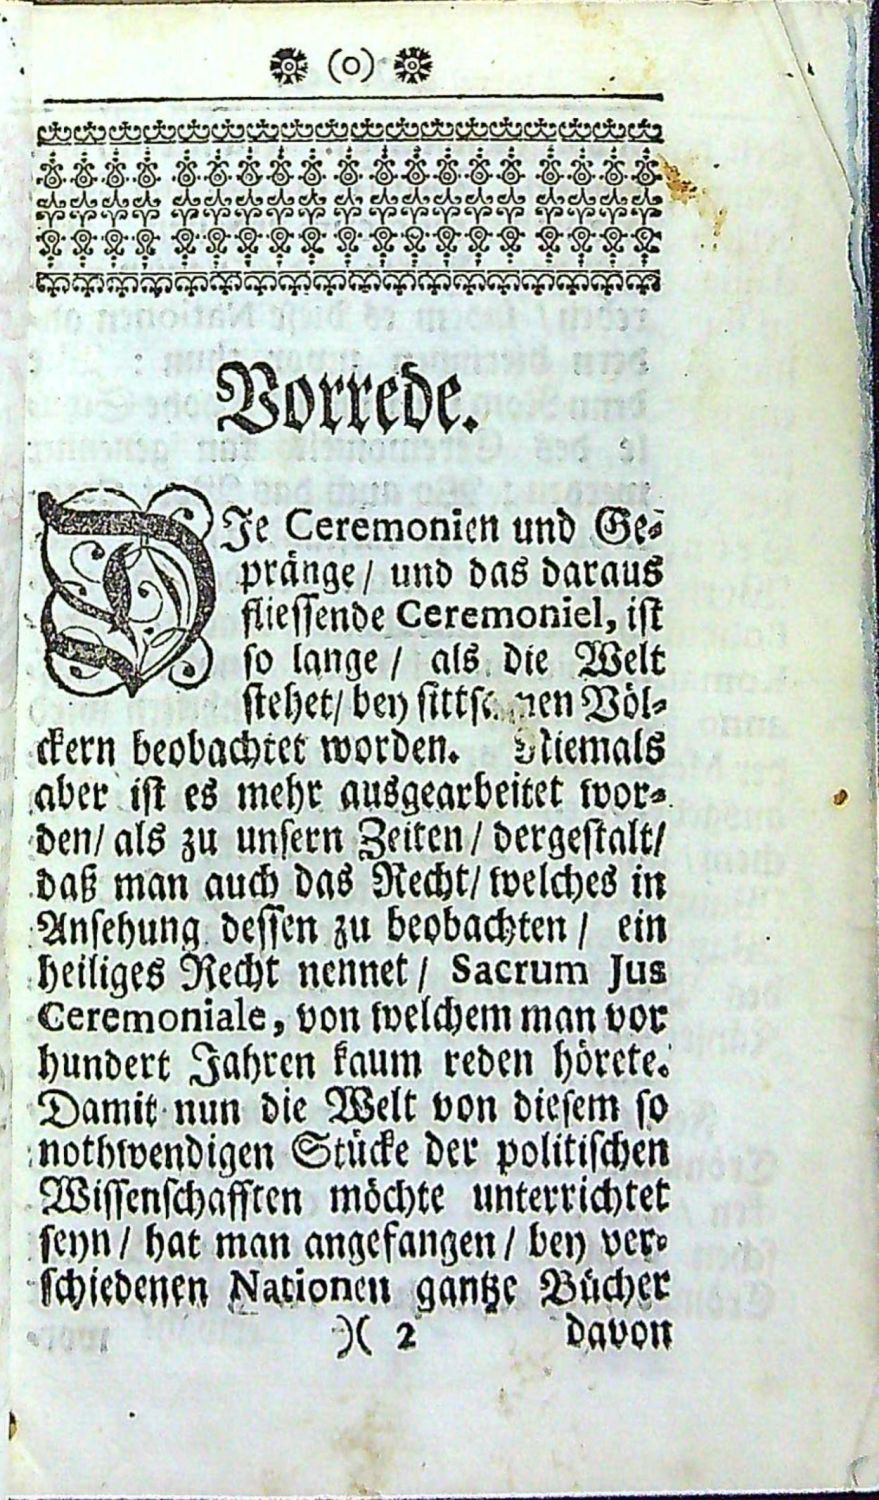 (o)
Vorrede.
DIe Ceremonien und Ge-
pränge/ und das daraus
fliessende Ceremoniel, ist
so lange / als die Welt
stehet/ bey Völ-
ckern beobachtet worden. Niemals
aber ist es mehr ausgearbeitet wor-
den/ als zu unsern Zeiten/ dergestalt/
daß man auch das Recht/ welches in
Ansehung dessen zu beobachten / ein
heiliges Recht nennet / Sacrum Jus
Ceremoniale, von welchem man vor
hundert Jahren kaum reden hörete.
Damit nun die Welt von diesem so
nothwendigen Stücke der politischen
Wissenschafften möchte unterrichtet
seyn / hat man angefangen / bey ver-
schiedenen Nationen gantze Bücher
)( 2 davon